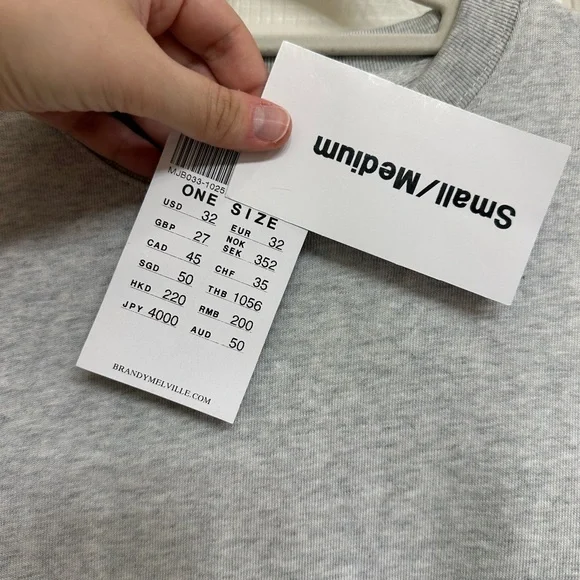 Small/Medium
MJB033-1025
ONE SIZE
USD 32 EUR 32
GBP 27 NOK SEK 352
CAD 45 CHF 35
SGD 50 THB 1056
HKD 220 RMB 200
JPY 4000 AUD 50
BRANDYMELVILLE.COM